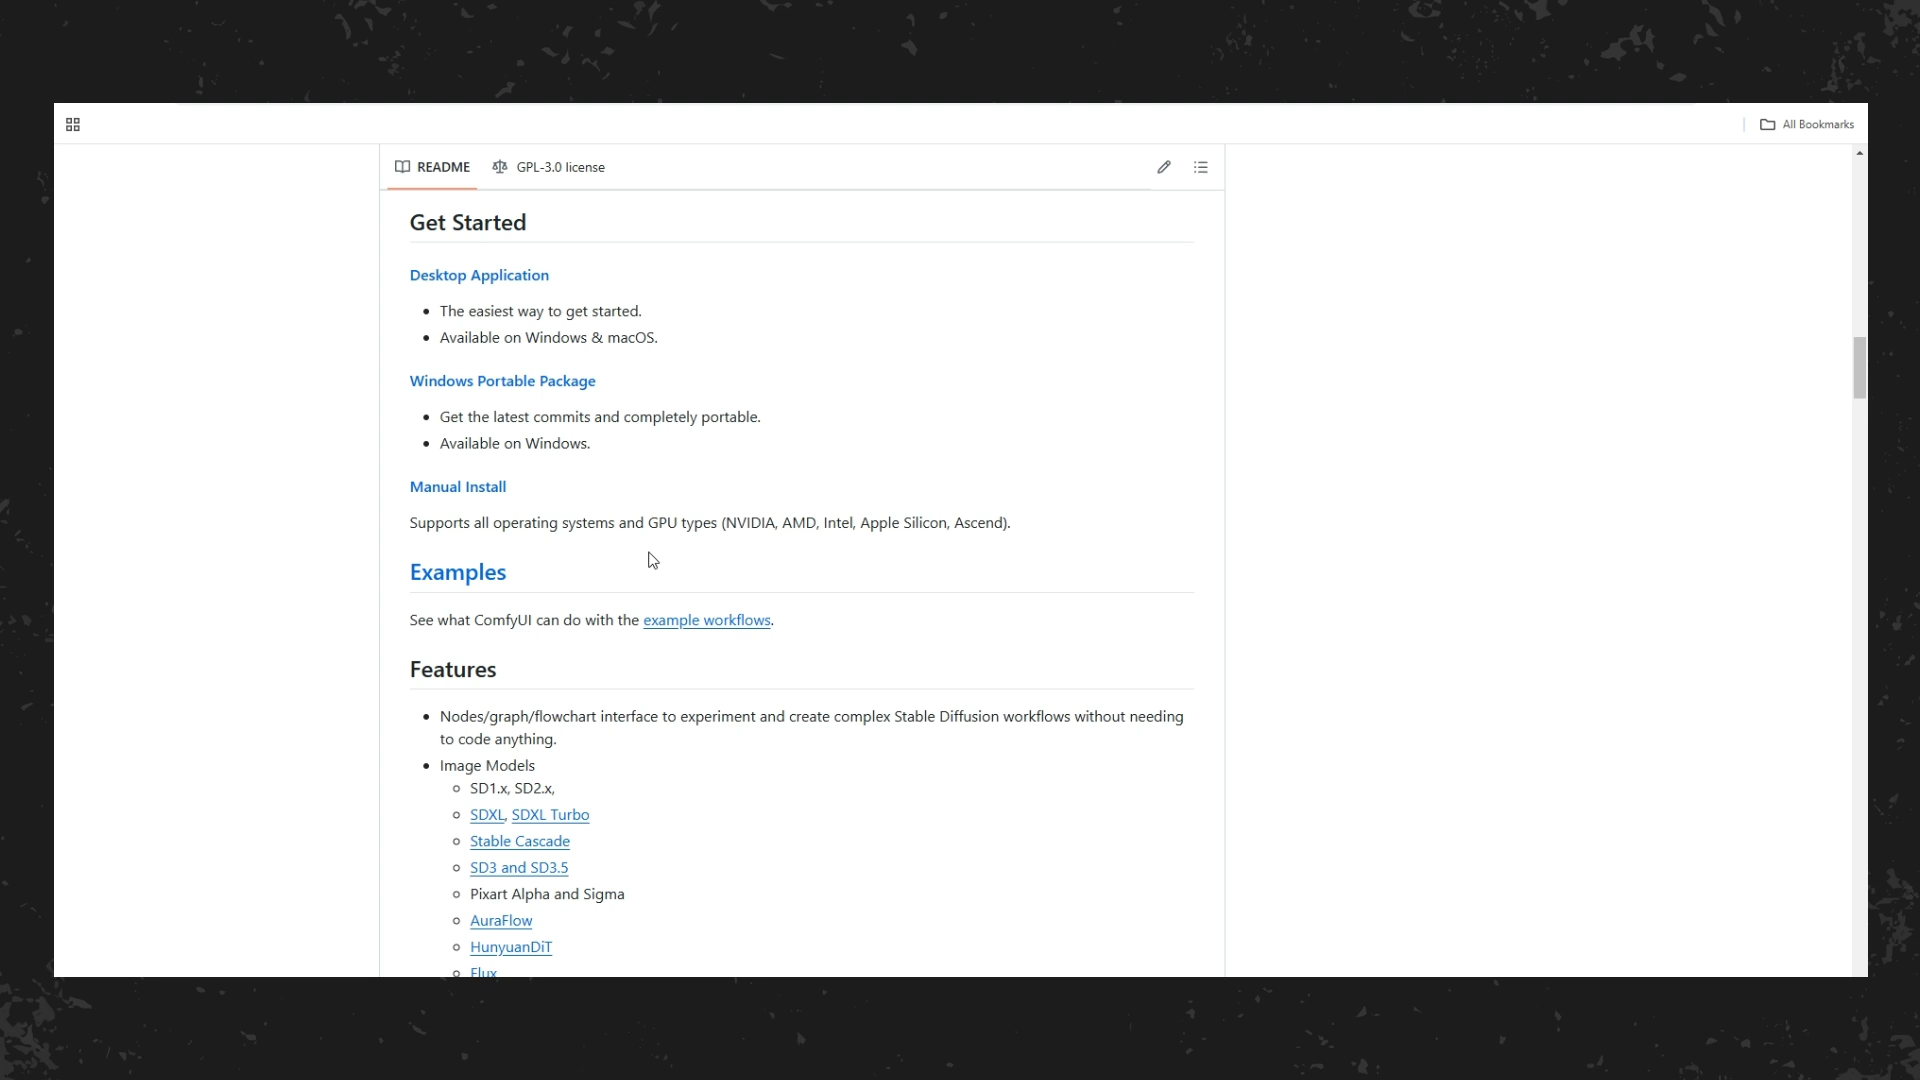 All Bookmarks
README GPL-3.0 license
Get Started
Desktop Application
The easiest way to get started.
Available on Windows & macOS.
Windows Portable Package
Get the latest commits and completely portable.
Available on Windows.
Manual Install
Supports all operating systems and GPU types (NVIDIA, AMD, Intel, Apple Silicon, Ascend).
Examples
See what ComfyUI can do with the example workflows.
Features
Nodes/graph/flowchart interface to experiment and create complex Stable Diffusion workflows without needing
to code anything.
Image Models
SD1.x, SD2.x,
SDXL, SDXL Turbo
Stable Cascade
SD3 and SD3.5
Pixart Alpha and Sigma
AuraFlow
HunyuanDiT
Flux